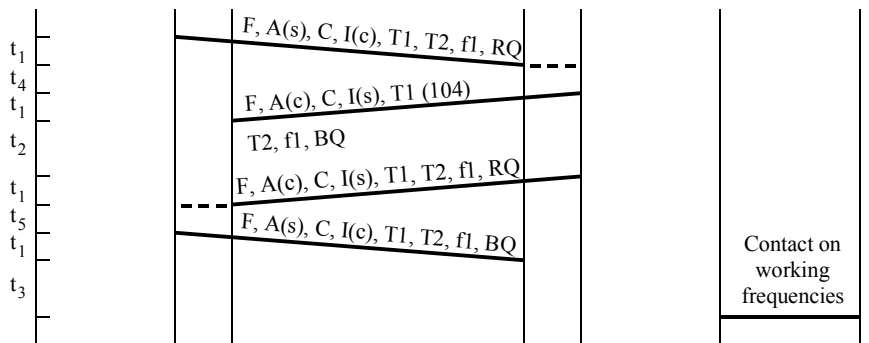 F, A(s), C, I(c), T1, T2, f1, RQ
t1
t4
F, A(c), C, I(s), T1 (104)
t1
T2, f1, BQ
t2
F, A(c), C, I(s), T1, T2, f1, RQ
t1
t5
F, A(s), C, I(c), T1, T2, f1, BQ
t1
Contact on
working
frequencies
t3